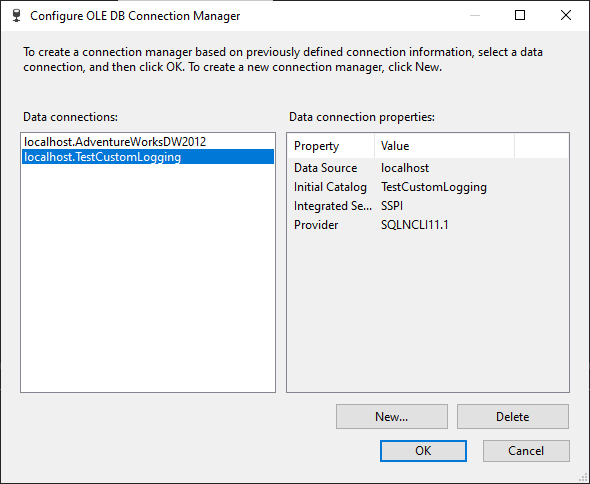 Configure OLE DB Connection Manager
To create a connection manager based on previously defined connection information, select a data
connection, and then click OK. To create a new connection manager, click New.
Data connections:
localhost.AdventureWorksDW2012
localhost.TestCustomLogging
Data connection properties:
Property Value
Data Source localhost
Initial Catalog TestCustomLogging
Integrated Se... SSPI
Provider SQLNCLI11.1
New... Delete
OK Cancel